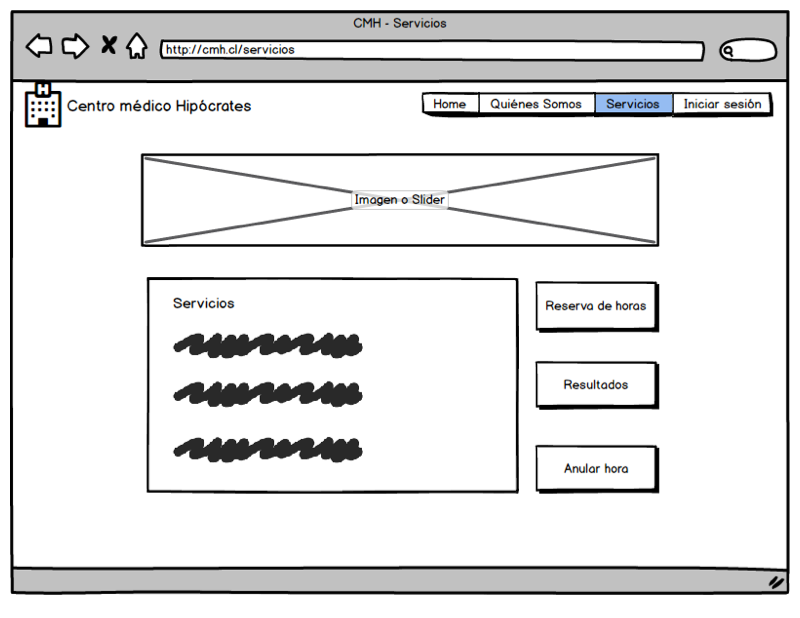 CMH - Servicios
http://cmh.cl/servicios
H
Centro médico Hipócrates
Home Quiénes Somos Servicios Iniciar sesión
Imagen o Slider
Servicios
Reserva de horas
Resultados
Anular hora